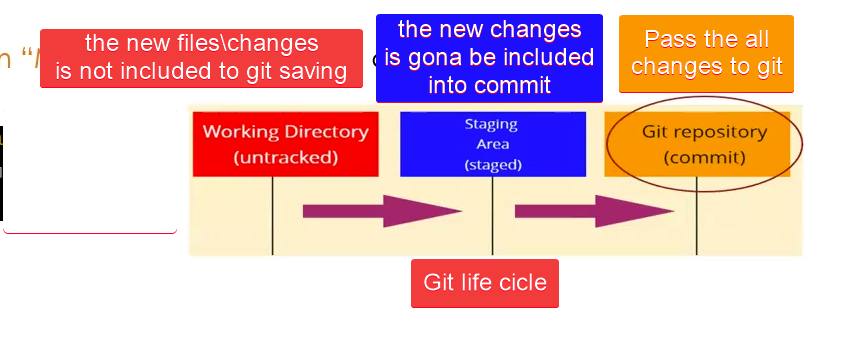 n “
the new files\changes
is not included to git saving
the new changes
is gona be included
into commit
Pass the all
changes to git
Working Directory
(untracked)
Staging
Area
(staged)
Git repository
(commit)
Git life cicle